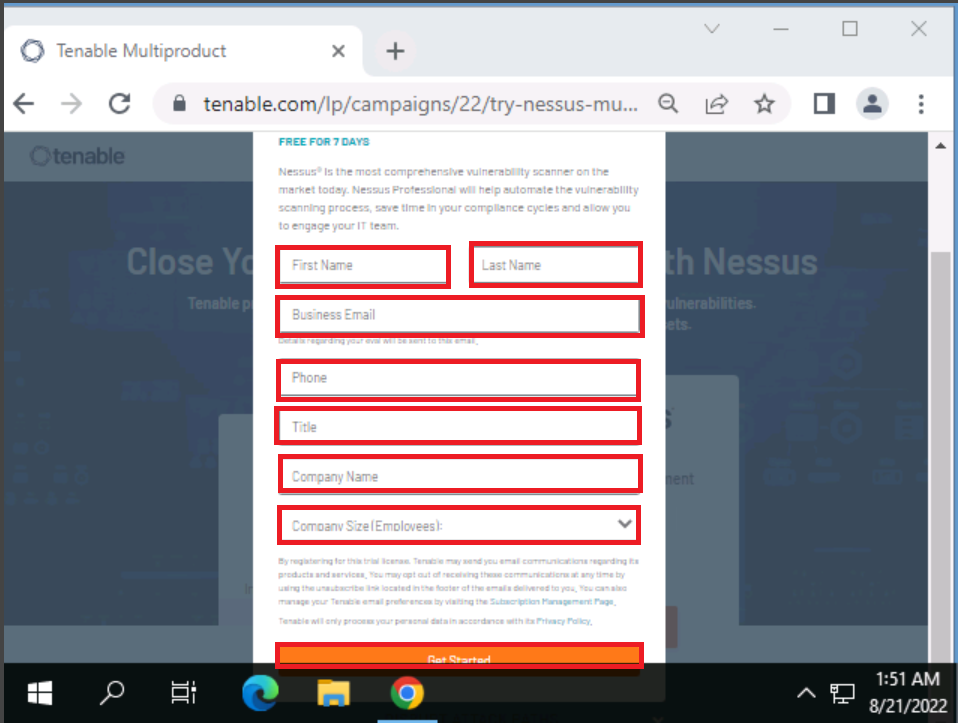 Tenable Multiproduct
tenable.com/lp/campaigns/22/try-nessus-mu...
tenable
FREE FOR 7 DAYS
Nessus® is the most comprehensive vulnerability scanner on the
market today. Nessus Professional will help automate the vulnerability
scanning process, save time in your compliance cycles and allow you
to engage your IT team.
Close Yo th Nessus
First Name Last Name
Tenable p ulnerabilities.
Business Email
ets.
Details regarding your eval will be sent to this email.
Phone
Title
Company Name
ment
Company Size (Employees):
By registering for this trial license, Tenable may send you email communications regarding its
products and services. You may opt out of receiving these communications at any time by
using the unsubscribe link located in the footer of the emails delivered to you. You can also
manage your Tenable email preferences by visiting the Subscription Management Page.
Tenable will only process your personal data in accordance with its Privacy Policy.
Get Started
1:51 AM
8/21/2022